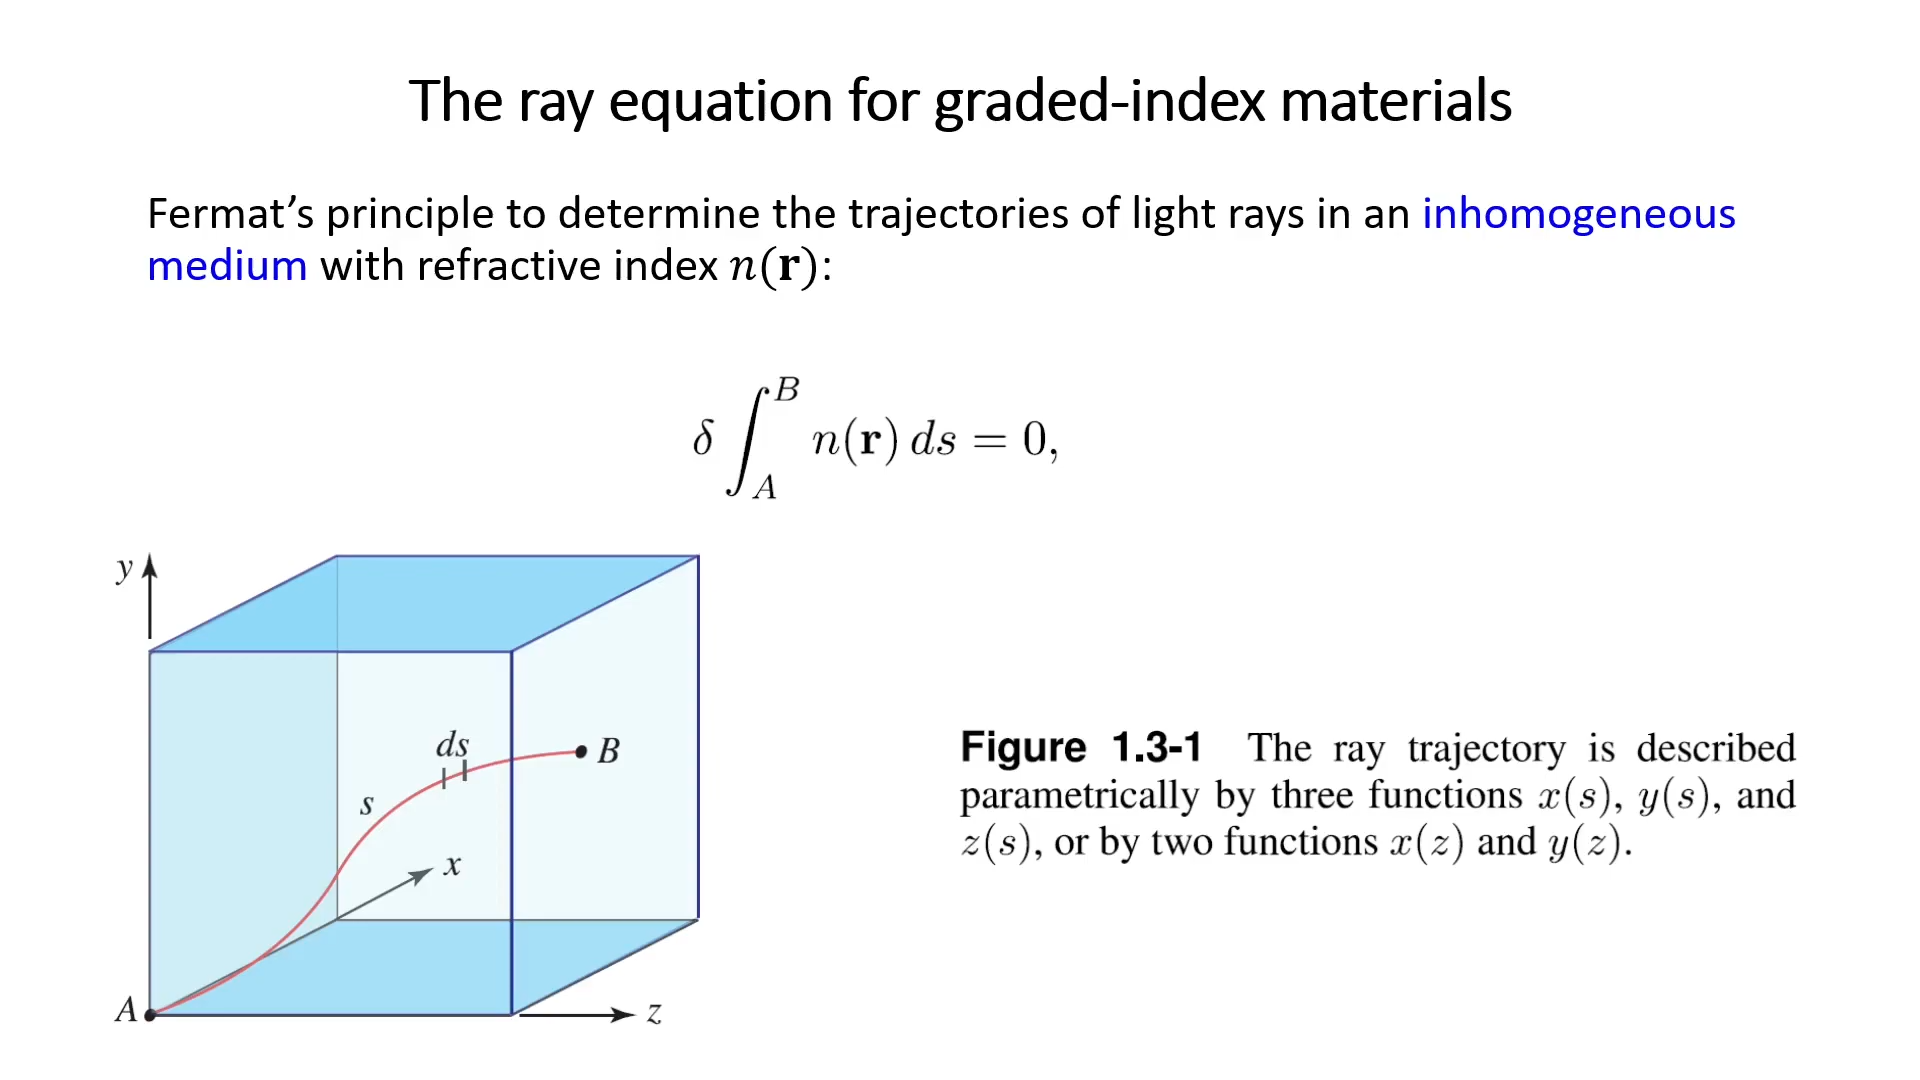 The ray equation for graded-index materials
Fermat’s principle to determine the trajectories of light rays in an inhomogeneous
medium with refractive index n(𝐫):
δ ∫_A^B n(𝐫) ds = 0,
y
ds
B
s
x
A
z
Figure 1.3-1 The ray trajectory is described
parametrically by three functions x(s), y(s), and
z(s), or by two functions x(z) and y(z).